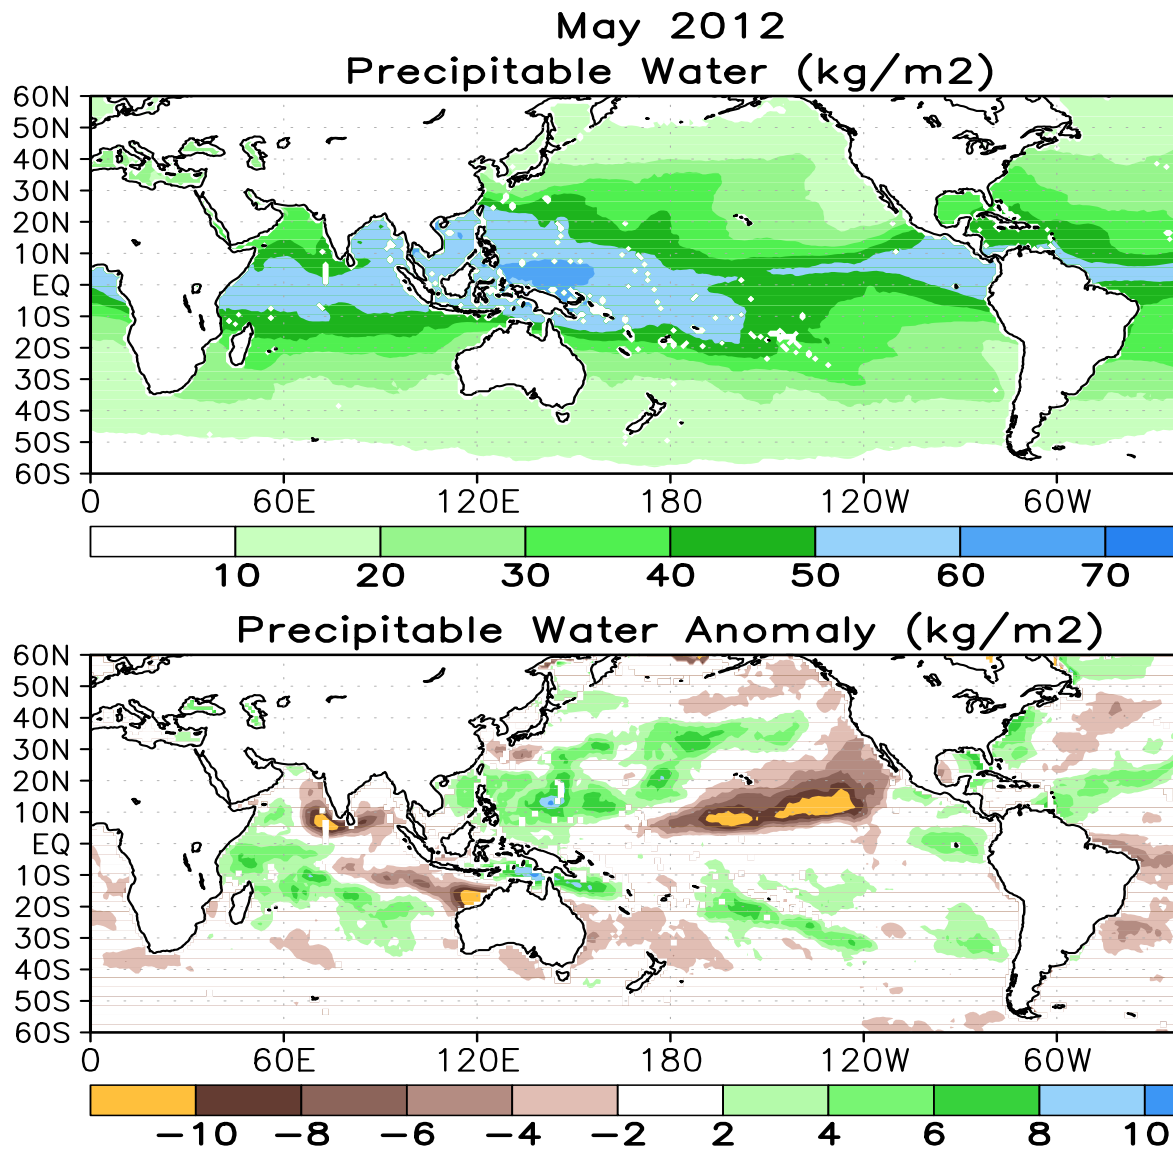 May 2012
Precipitable Water (kg/m2)
60N
50N
40N
30N
20N
10N
EQ
10S
20S
30S
40S
50S
60S
0 60E 120E 180 120W 60W
10 20 30 40 50 60 70
Precipitable Water Anomaly (kg/m2)
60N
50N
40N
30N
20N
10N
EQ
10S
20S
30S
40S
50S
60S
0 60E 120E 180 120W 60W
−10 −8 −6 −4 −2 2 4 6 8 10